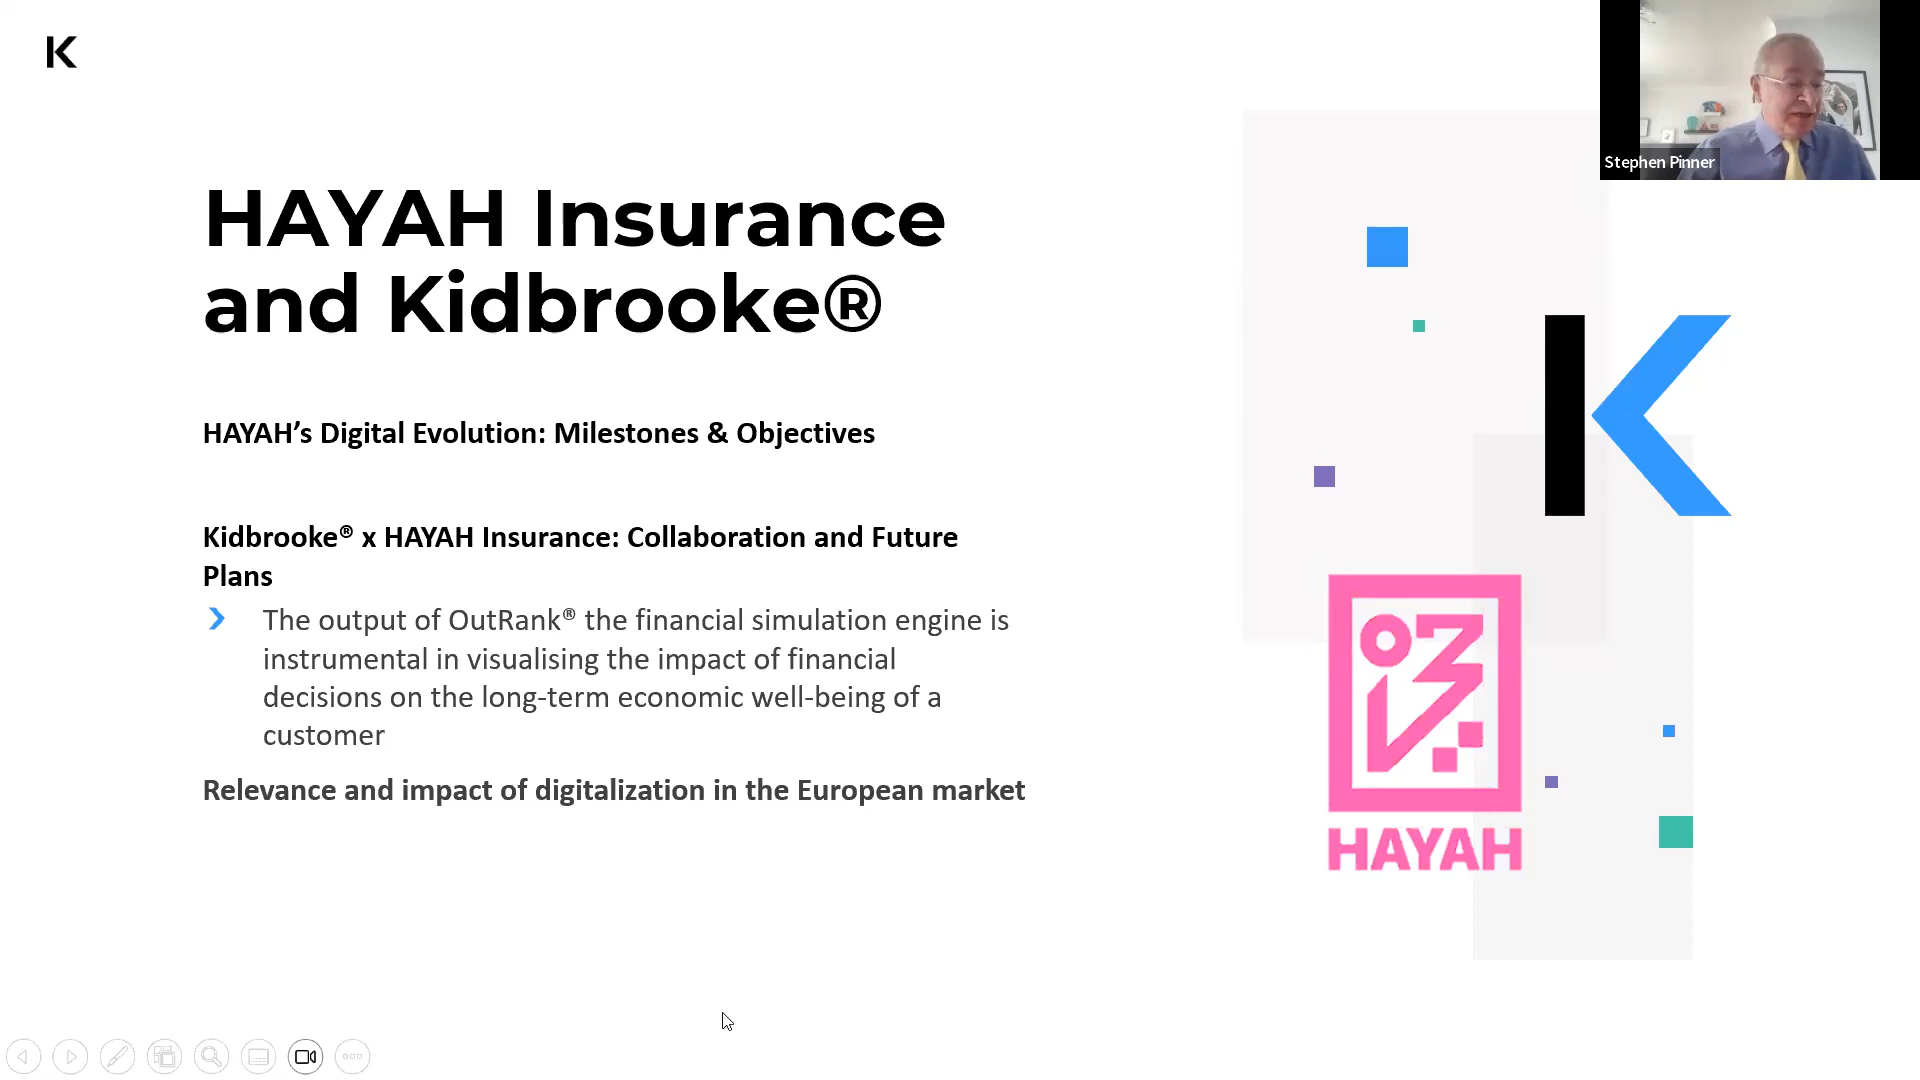 K
Stephen Pinner
HAYAH Insurance
and Kidbrooke®
HAYAH’s Digital Evolution: Milestones & Objectives
Kidbrooke® x HAYAH Insurance: Collaboration and Future
Plans
The output of OutRank® the financial simulation engine is
instrumental in visualising the impact of financial
decisions on the long-term economic well-being of a
customer
Relevance and impact of digitalization in the European market
K
HAYAH